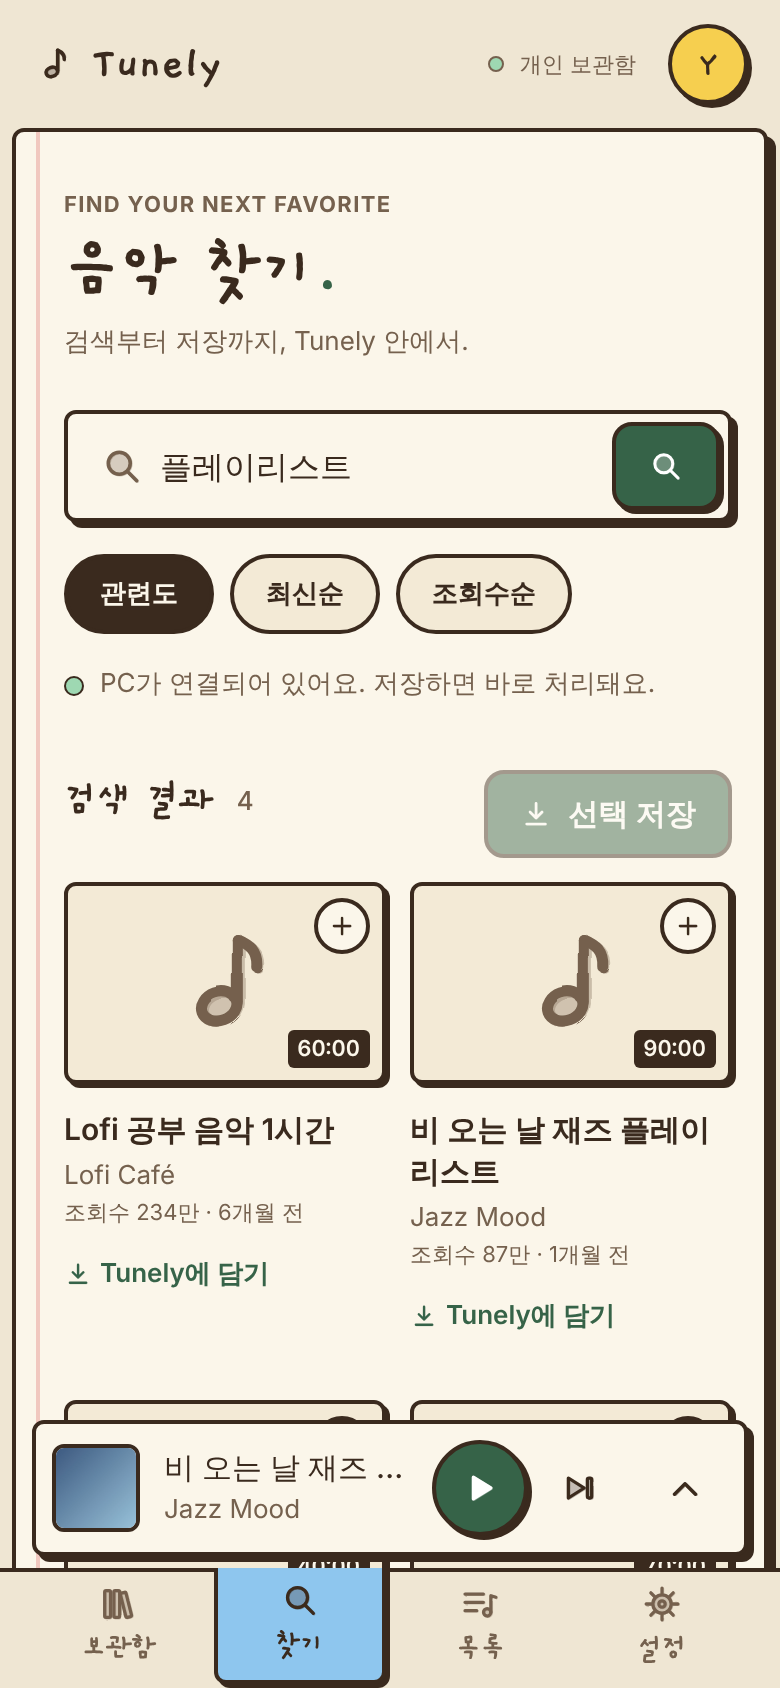 Tunely
개인 보관함
Y
FIND YOUR NEXT FAVORITE
음악 찾기.
검색부터 저장까지, Tunely 안에서.
플레이리스트
관련도
최신순
조회수순
PC가 연결되어 있어요. 저장하면 바로 처리돼요.
검색 결과 4
선택 저장
60:00
90:00
Lofi 공부 음악 1시간
Lofi Café
조회수 234만 · 6개월 전
Tunely에 담기
비 오는 날 재즈 플레이
리스트
Jazz Mood
조회수 87만 · 1개월 전
Tunely에 담기
비 오는 날 재즈 ...
Jazz Mood
보관함
찾기
목록
설정